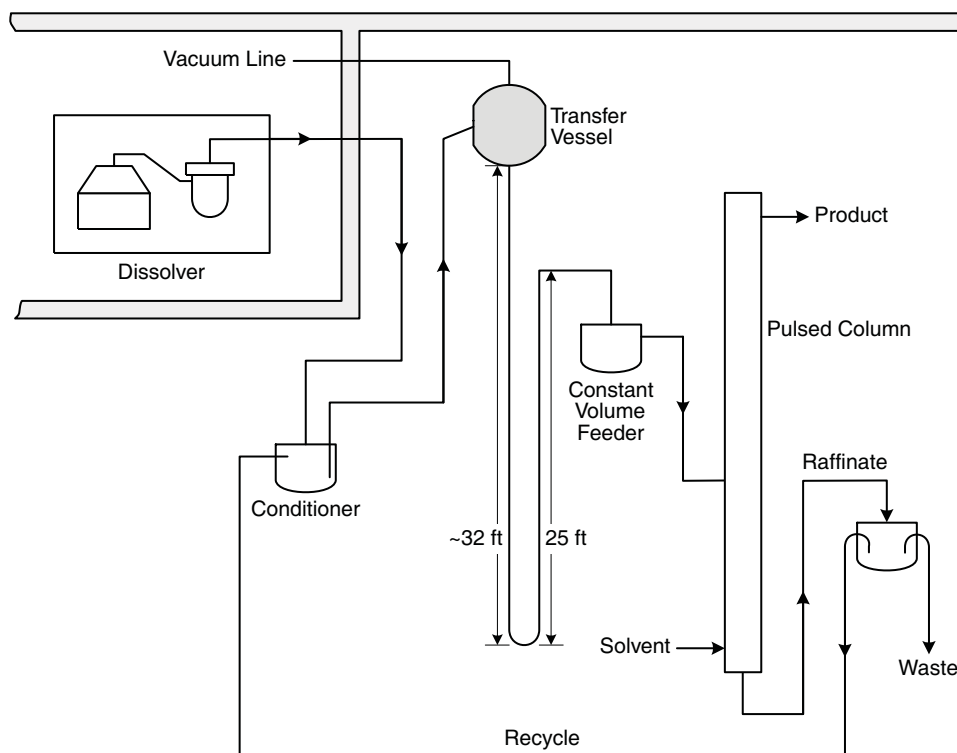 Vacuum Line
Transfer
Vessel
Dissolver
Product
Pulsed Column
Constant
Volume
Feeder
Conditioner
Raffinate
~32 ft
25 ft
Solvent
Waste
Recycle